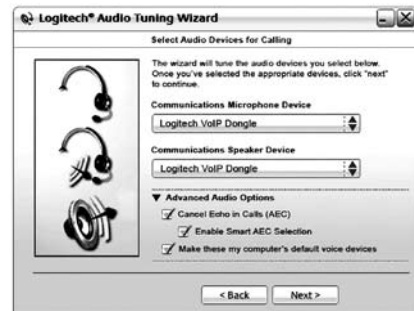 Logitech® Audio Tuning Wizard
Select Audio Devices for Calling
The wizard will tune the audio devices you select below.
Once you've selected the appropriate devices, click "next"
to continue.
Communications Microphone Device
Logitech VoIP Dongle
Communications Speaker Device
Logitech VoIP Dongle
▼ Advanced Audio Options
Cancel Echo in Calls (AEC)
Enable Smart AEC Selection
Make these my computer's default voice devices
< Back Next >